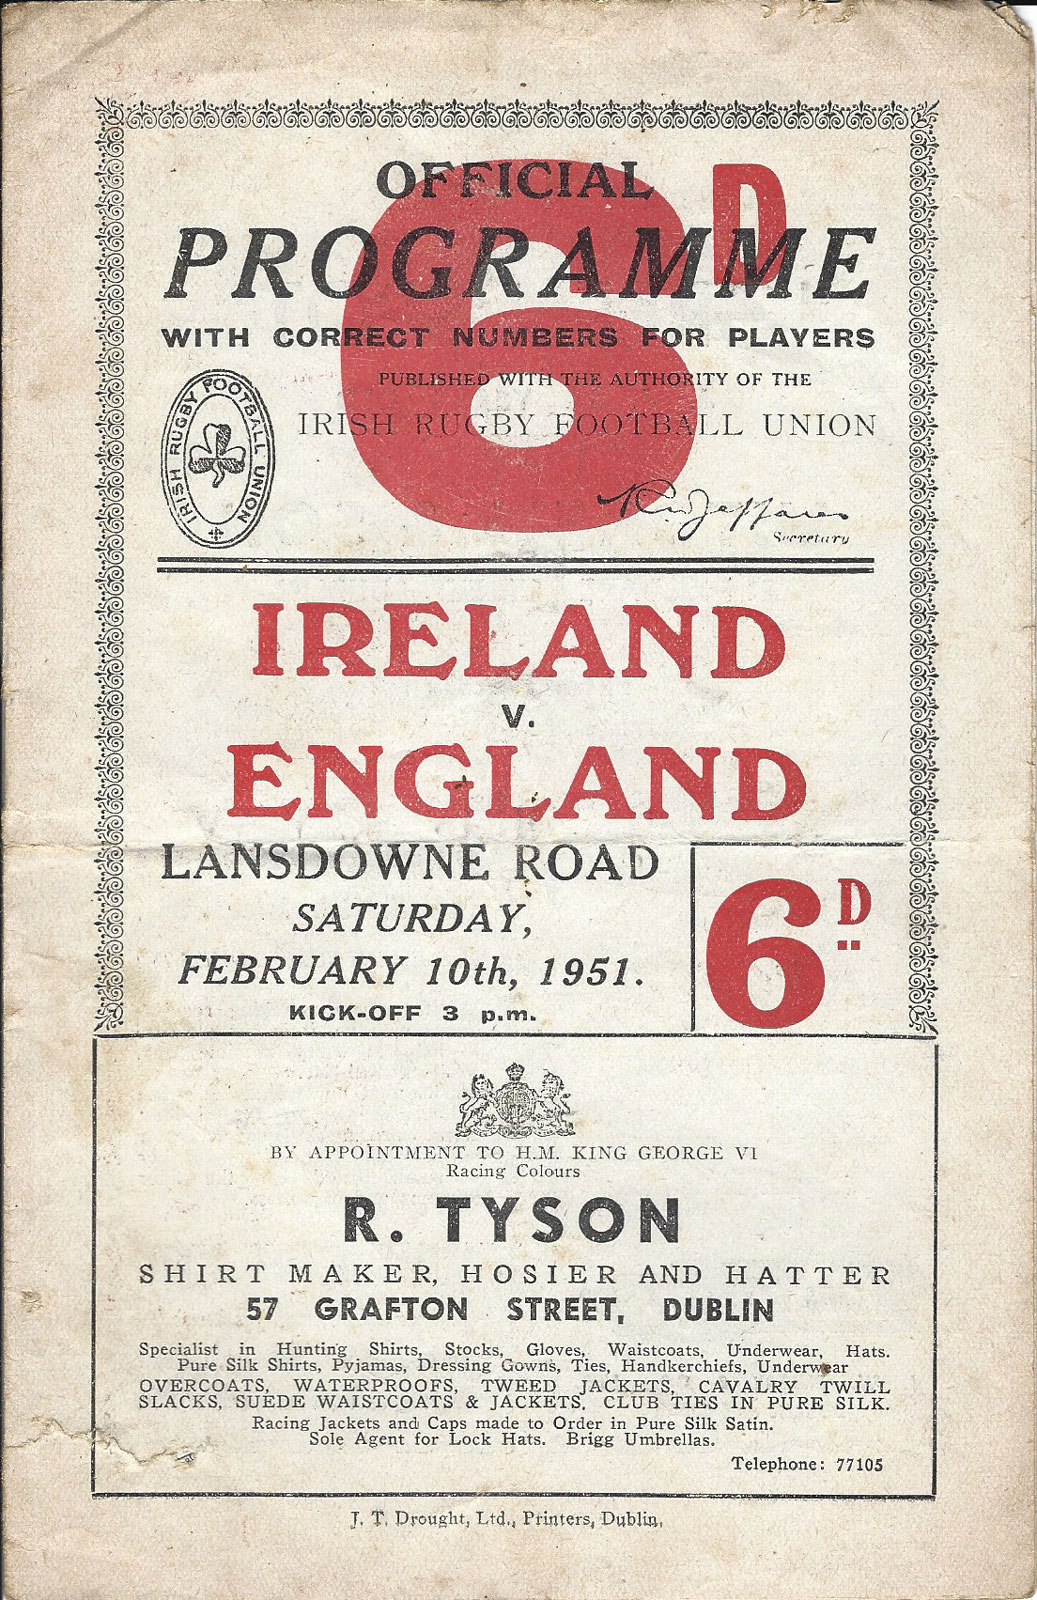 6D
OFFICIAL
PROGRAMME
WITH CORRECT NUMBERS FOR PLAYERS
PUBLISHED WITH THE AUTHORITY OF THE
IRISH RUGBY FOOTBALL UNION
IRISH RUGBY FOOTBALL UNION
R.W. Jeffares
Secretary
IRELAND
v.
ENGLAND
LANSDOWNE ROAD
SATURDAY,
FEBRUARY 10th, 1951.
KICK-OFF 3 p.m.
6D
BY APPOINTMENT TO H.M. KING GEORGE VI
Racing Colours
R. TYSON
SHIRT MAKER, HOSIER AND HATTER
57 GRAFTON STREET, DUBLIN
Specialist in Hunting Shirts, Stocks, Gloves, Waistcoats, Underwear, Hats.
Pure Silk Shirts, Pyjamas, Dressing Gowns, Ties, Handkerchiefs, Underwear
OVERCOATS, WATERPROOFS, TWEED JACKETS, CAVALRY TWILL
SLACKS, SUEDE WAISTCOATS & JACKETS. CLUB TIES IN PURE SILK.
Racing Jackets and Caps made to Order in Pure Silk Satin.
Sole Agent for Lock Hats. Brigg Umbrellas.
Telephone: 77105
J. T. Drought, Ltd., Printers, Dublin.